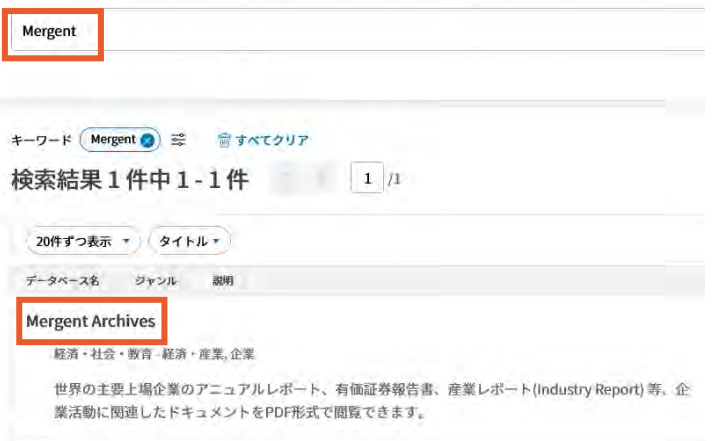 Mergent
キーワード Mergent すべてクリア
検索結果 1 件中 1 - 1 件 1 /1
20件ずつ表示 タイトル
データベース名 ジャンル 説明
Mergent Archives
経済・社会・教育 -経済・産業, 企業
世界の主要上場企業のアニュアルレポート、有価証券報告書、産業レポート(Industry Report) 等、企
業活動に関連したドキュメントをPDF形式で閲覧できます。